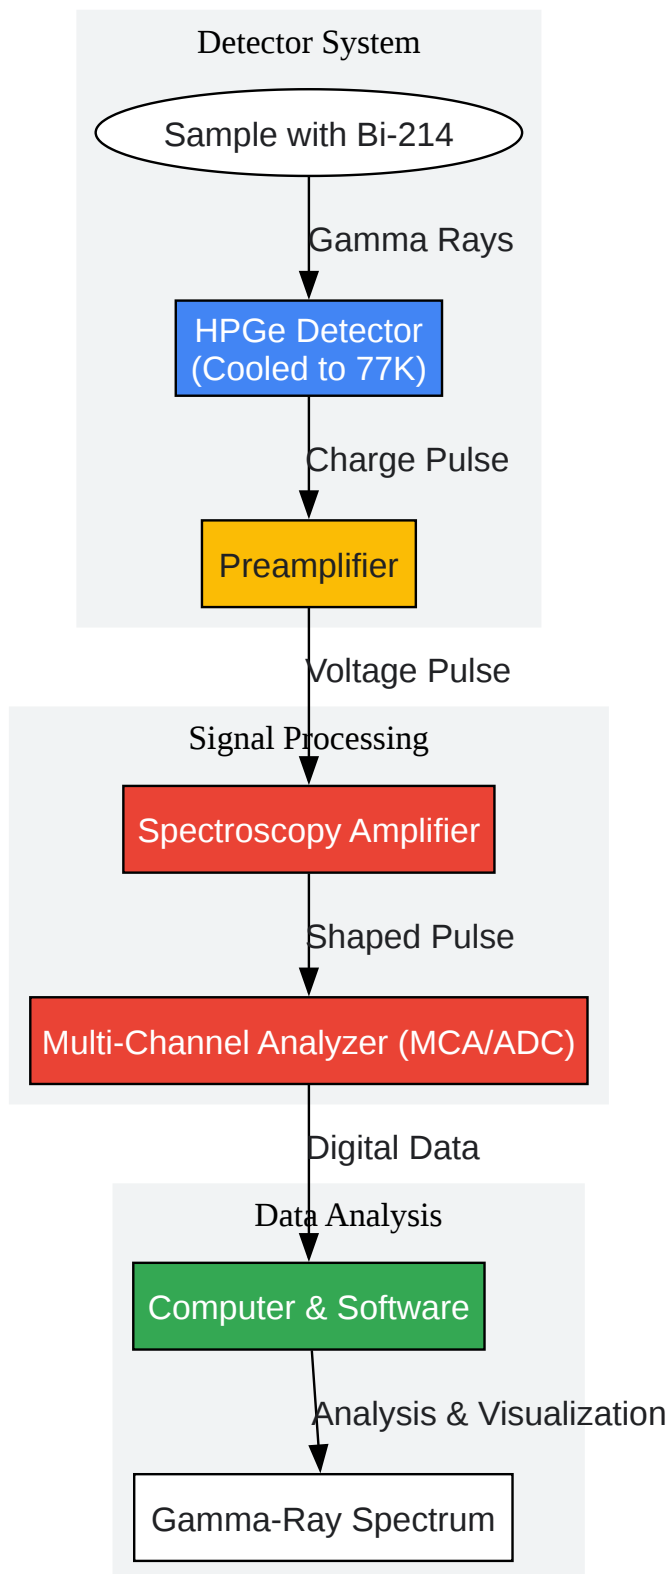 Detector System
Sample with Bi-214
Gamma Rays
HPGe Detector
(Cooled to 77K)
Charge Pulse
Preamplifier
Voltage Pulse
Signal Processing
Spectroscopy Amplifier
Shaped Pulse
Multi-Channel Analyzer (MCA/ADC)
Digital Data
Data Analysis
Computer & Software
Analysis & Visualization
Gamma-Ray Spectrum